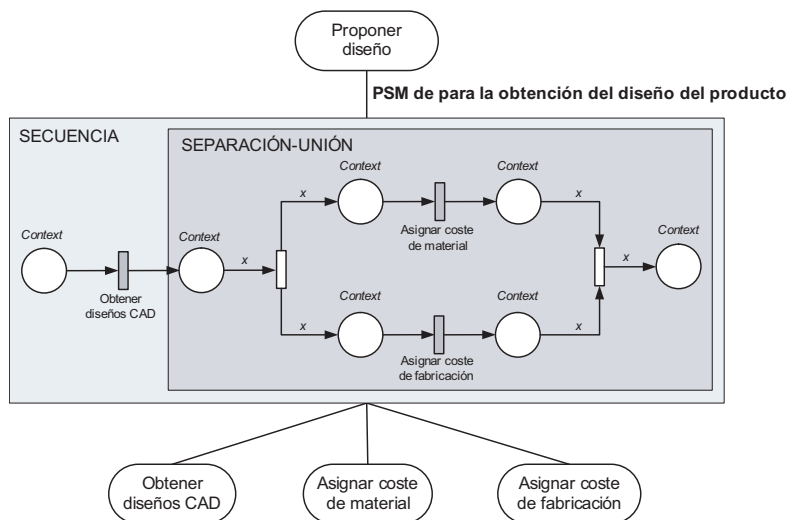 Proponer
diseño
PSM de para la obtención del diseño del producto
SECUENCIA
SEPARACIÓN-UNIÓN
Context
Context
x
x
Asignar coste
de material
x
Context
Context
x
Obtener
diseños CAD
x
Context
Context
Context
x
Asignar coste
de fabricación
x
Obtener
diseños CAD
Asignar coste
de material
Asignar coste
de fabricación